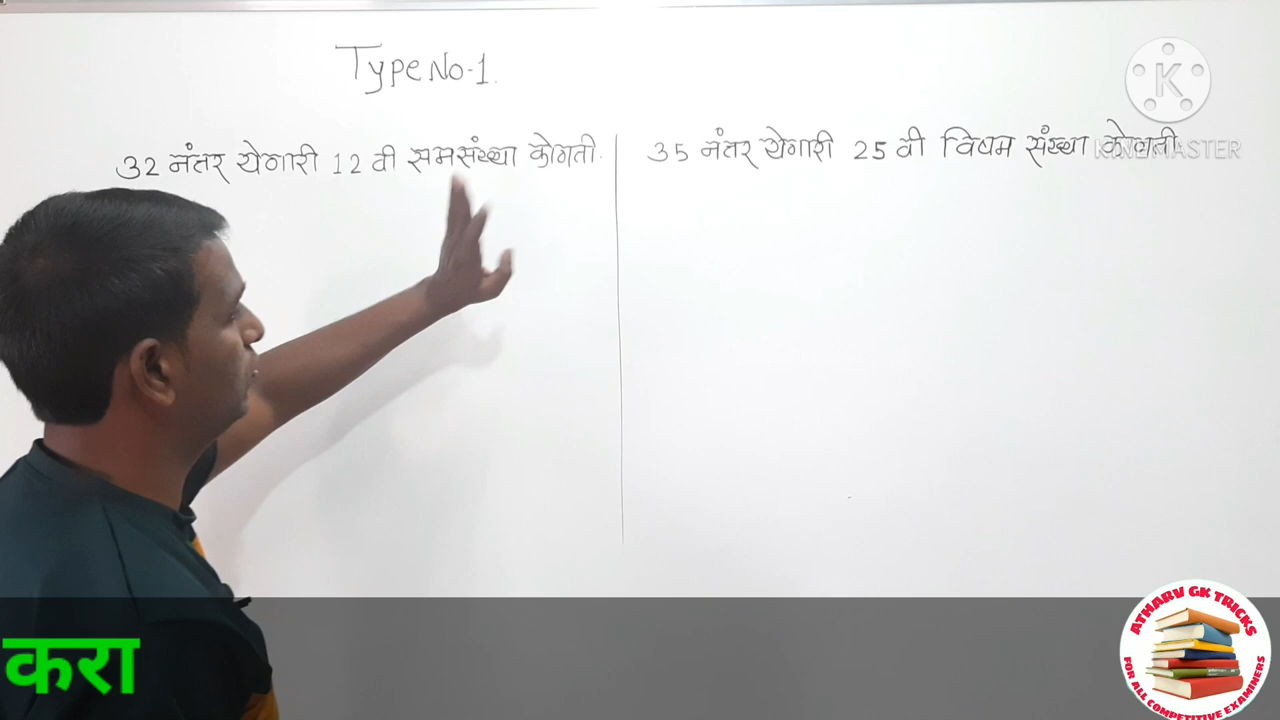 Type No-1.
32 नंतर येणारी 12 वी समसंख्या कोणती.
35 नंतर येणारी 25 वी विषम संख्या कोणती
K
KINEMASTER
करा
ATHARV GK TRICKS
FOR ALL COMPETITIVE EXAMINERS